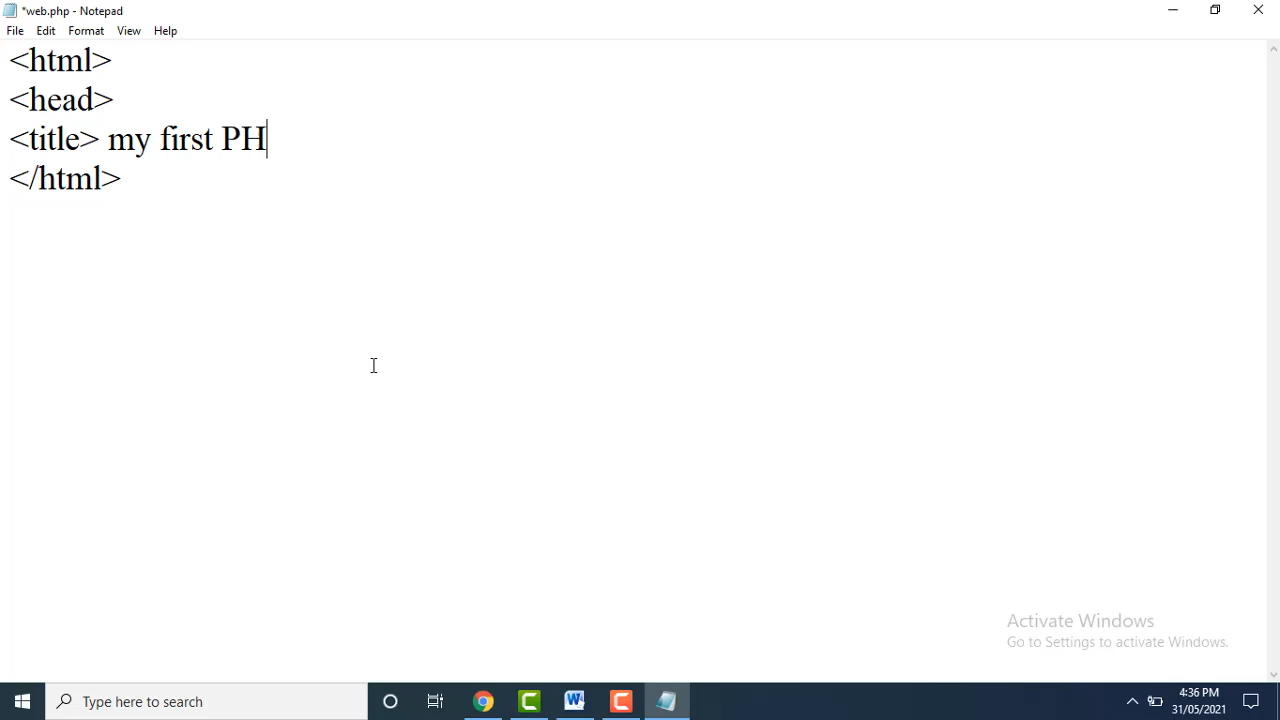 *web.php - Notepad
File Edit Format View Help
<html>
<head>
<title> my first PH
</html>
Activate Windows
Go to Settings to activate Windows.
Type here to search
4:36 PM
31/05/2021